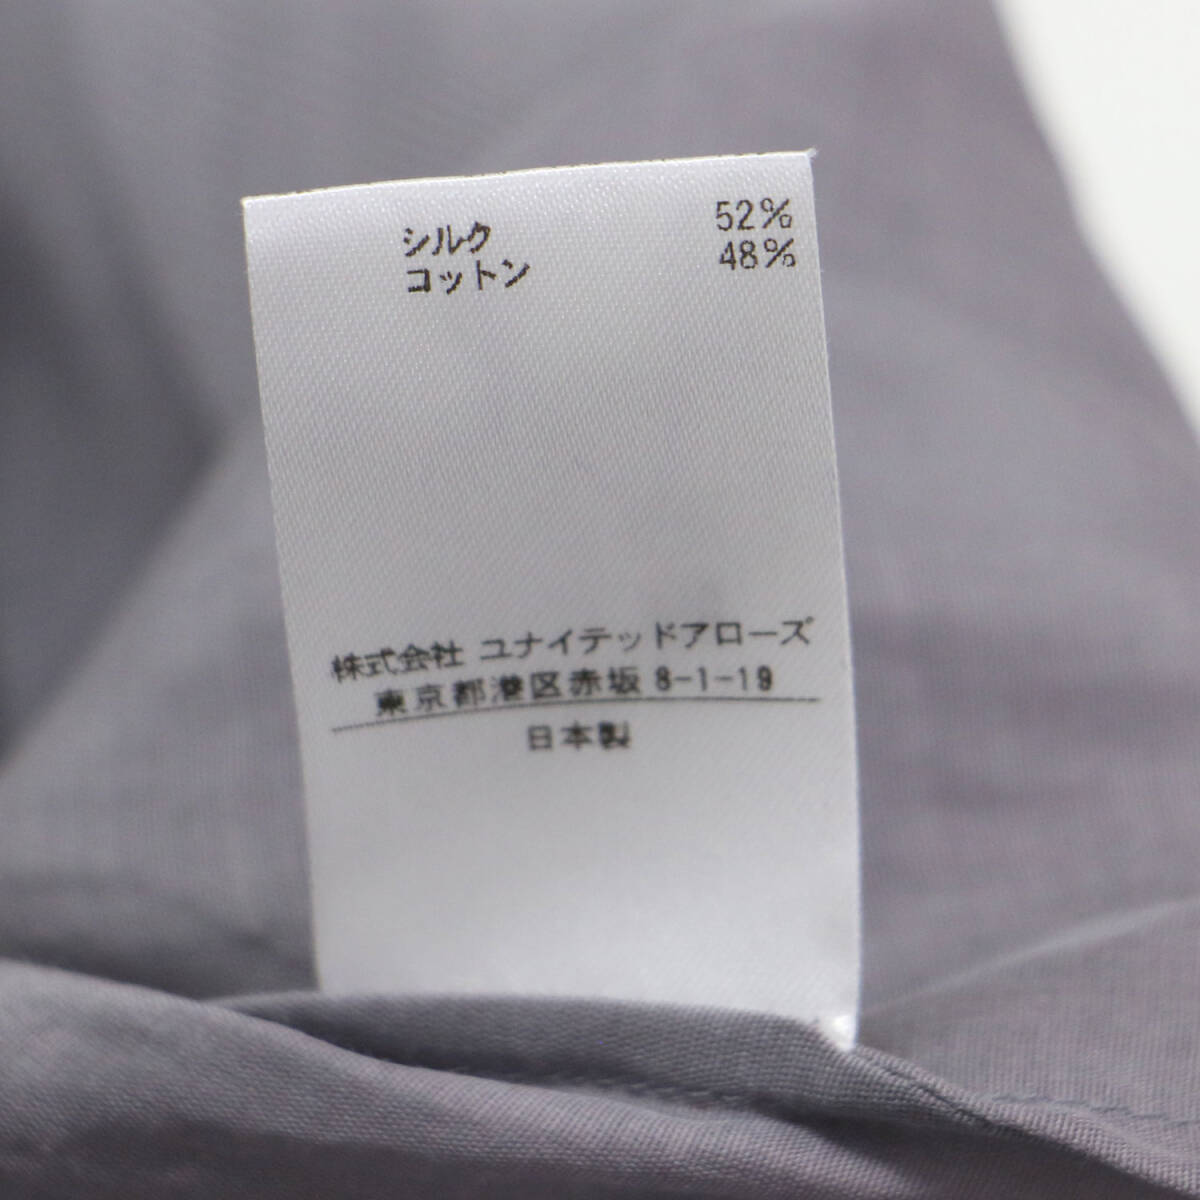 シルク 52%
コットン 48%
株式会社 ユナイテッドアローズ
東京都港区赤坂 8-1-19
日本製